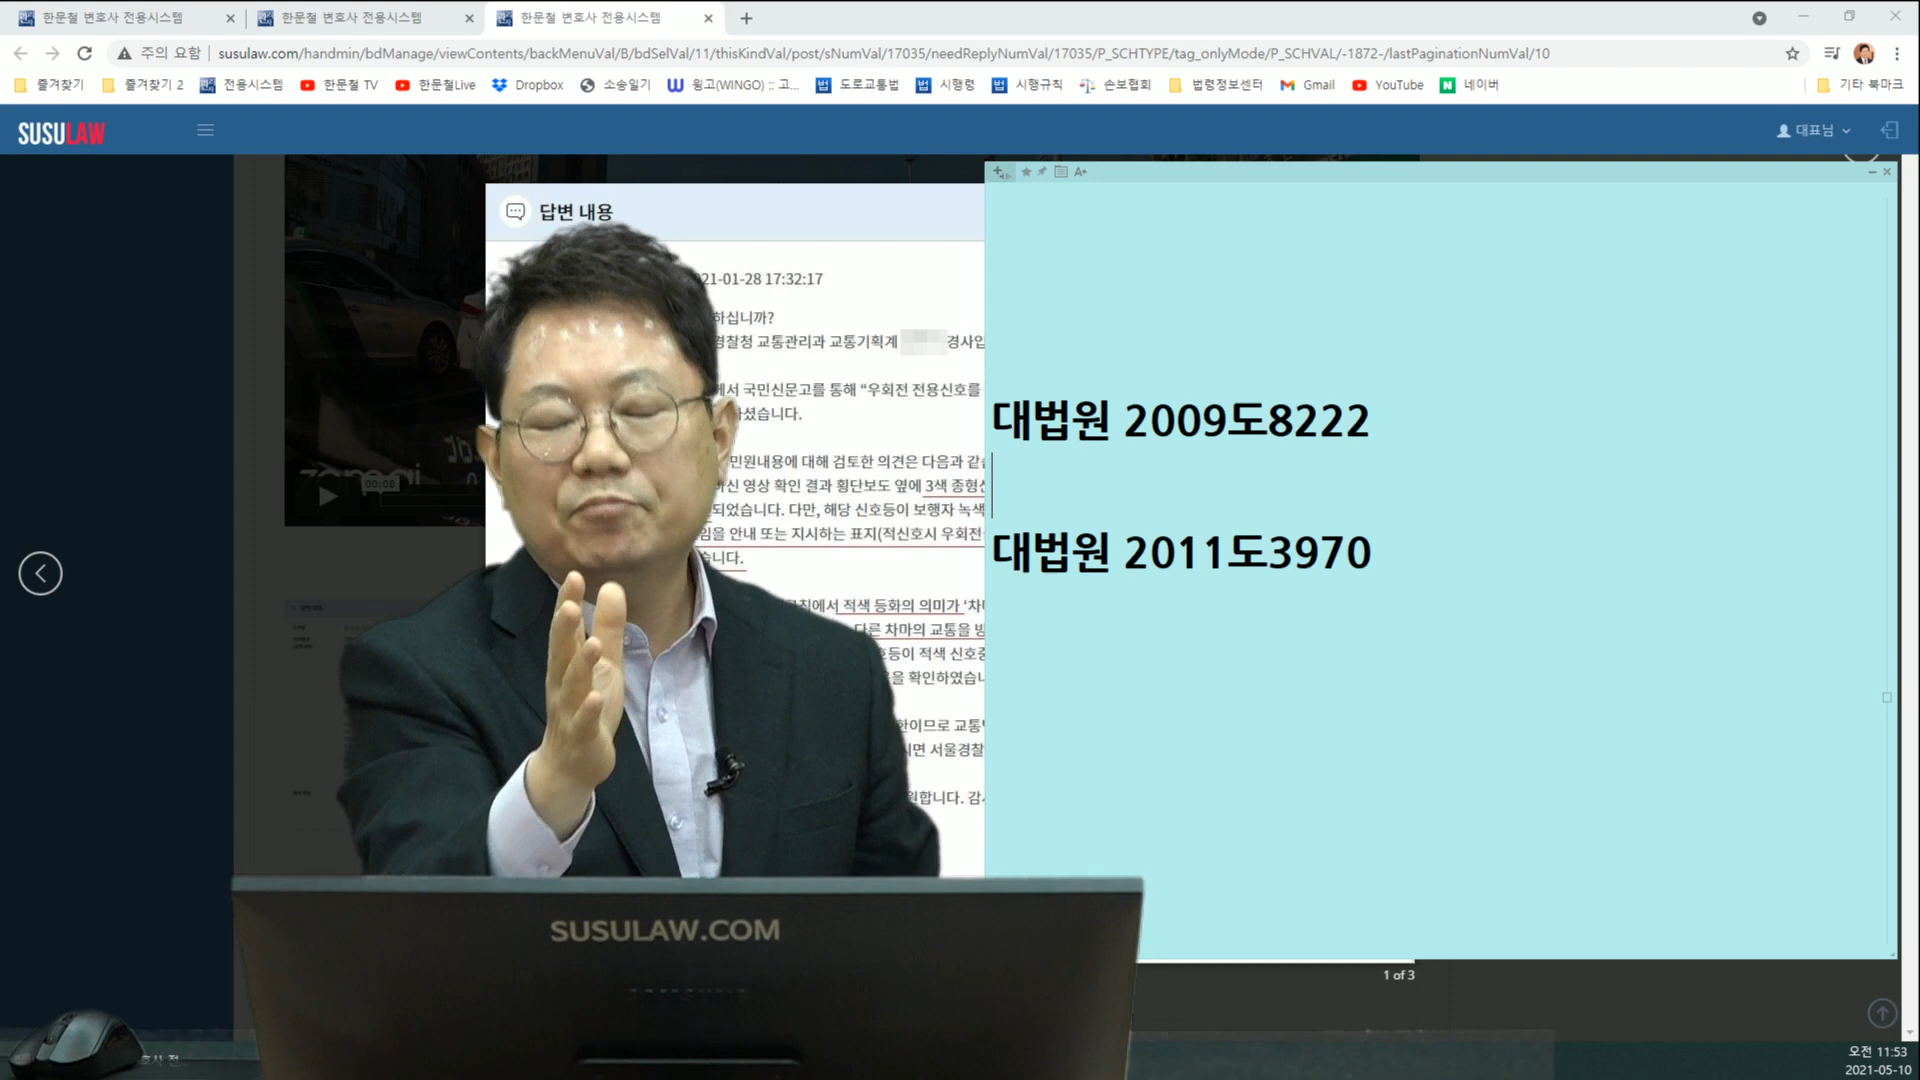 한문철 변호사 전용시스템
한문철 변호사 전용시스템
한문철 변호사 전용시스템
주의 요함
susulaw.com/handmin/bdManage/viewContents/backMenuVal/B/bdSelVal/11/thisKindVal/post/sNumVal/17035/needReplyNumVal/17035/P_SCHTYPE/tag_onlyMode/P_SCHVAL/-1872-/lastPaginationNumVal/10
즐겨찾기
즐겨찾기 2
전용시스템
한문철 TV
한문철Live
Dropbox
소송일기
윙고(WINGO) :: 고...
도로교통법
시행령
시행규칙
손보협회
법령정보센터
Gmail
YouTube
네이버
기타 북마크
SUSULAW
대표님
답변 내용
21-01-28 17:32:17
하십니까?
경찰청 교통관리과 교통기획계 경사입
에서 국민신문고를 통해 “우회전 전용신호를
하셨습니다.
민원내용에 대해 검토한 의견은 다음과 같
하신 영상 확인 결과 횡단보도 옆에 3색 종형
되었습니다. 다만, 해당 신호등이 보행자 녹색
임을 안내 또는 지시하는 표지(적신호시 우회전
습니다.
칙에서 적색 등화의 의미가 ‘차
다른 차마의 교통을 방
호등이 적색 신호중
을 확인하였습니
한이므로 교통
시면 서울경찰
원합니다. 감
대법원 2009도8222
대법원 2011도3970
00:08
1 of 3
SUSULAW.COM
오전 11:53
2021-05-10